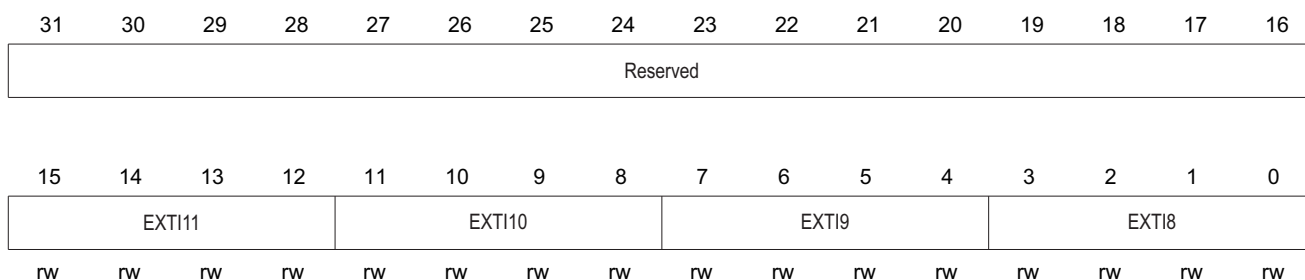 31 30 29 28 27 26 25 24 23 22 21 20 19 18 17 16
Reserved
15 14 13 12 11 10 9 8 7 6 5 4 3 2 1 0
EXTI11 EXTI10 EXTI9 EXTI8
rw rw rw rw rw rw rw rw rw rw rw rw rw rw rw rw